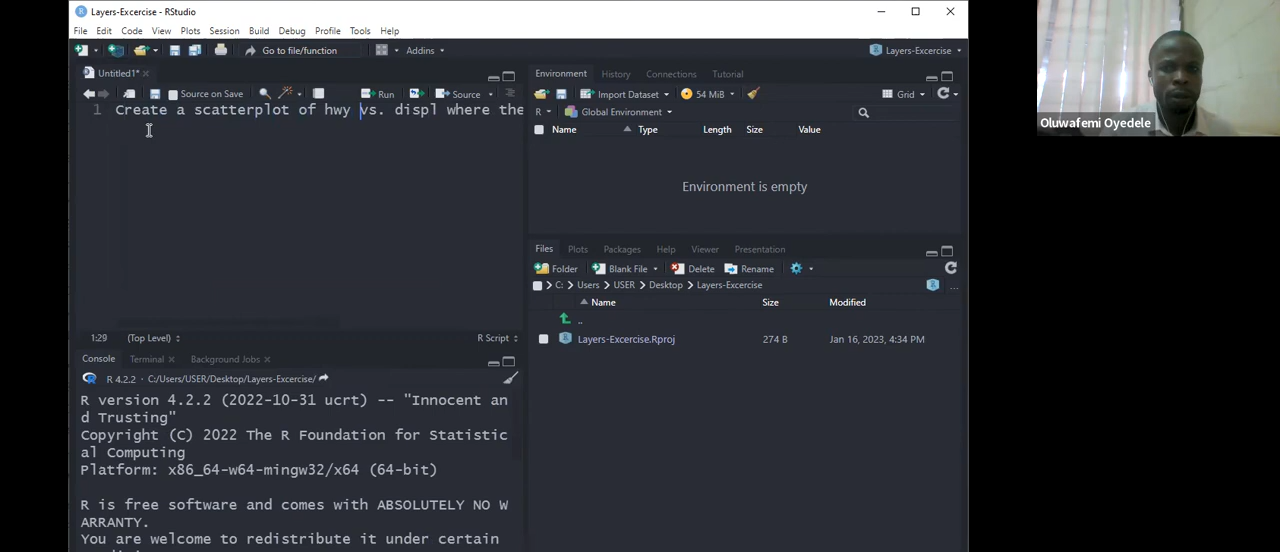 Layers-Excercise - RStudio
File Edit Code View Plots Session Build Debug Profile Tools Help
Go to file/function Addins Layers-Excercise
Untitled1*
Source on Save Run Source
1 Create a scatterplot of hwy vs. displ where the
1:29 (Top Level) R Script
Console Terminal Background Jobs
R 4.2.2 · C:/Users/USER/Desktop/Layers-Excercise/
R version 4.2.2 (2022-10-31 ucrt) -- "Innocent an
d Trusting"
Copyright (C) 2022 The R Foundation for Statistic
al Computing
Platform: x86_64-w64-mingw32/x64 (64-bit)
R is free software and comes with ABSOLUTELY NO W
ARRANTY.
You are welcome to redistribute it under certain
Environment History Connections Tutorial
Import Dataset 54 MiB Grid
R Global Environment
Name Type Length Size Value
Environment is empty
Files Plots Packages Help Viewer Presentation
Folder Blank File Delete Rename
C: Users USER Desktop Layers-Excercise
Name Size Modified
..
Layers-Excercise.Rproj 274 B Jan 16, 2023, 4:34 PM
Oluwafemi Oyedele